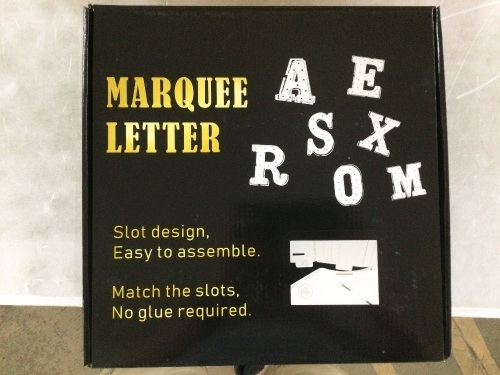 MARQUEE
LETTER
A E
S X
R O M
Slot design,
Easy to assemble.
Match the slots,
No glue required.